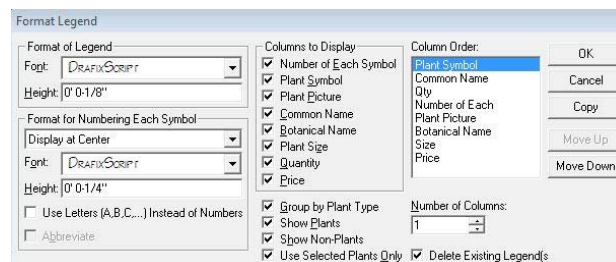 Format Legend
Format of Legend
Font: DrafixScript
Height: 0' 0-1/8"
Format for Numbering Each Symbol
Display at Center
Font: DrafixScript
Height: 0' 0-1/4"
Use Letters (A,B,C,...) Instead of Numbers
Abbreviate
Columns to Display
Number of Each Symbol
Plant Symbol
Plant Picture
Common Name
Botanical Name
Plant Size
Quantity
Price
Group by Plant Type
Show Plants
Show Non-Plants
Use Selected Plants Only
Column Order:
Plant Symbol
Common Name
Qty
Number of Each
Plant Picture
Botanical Name
Size
Price
Number of Columns:
1
Delete Existing Legend(s
OK
Cancel
Copy
Move Up
Move Down